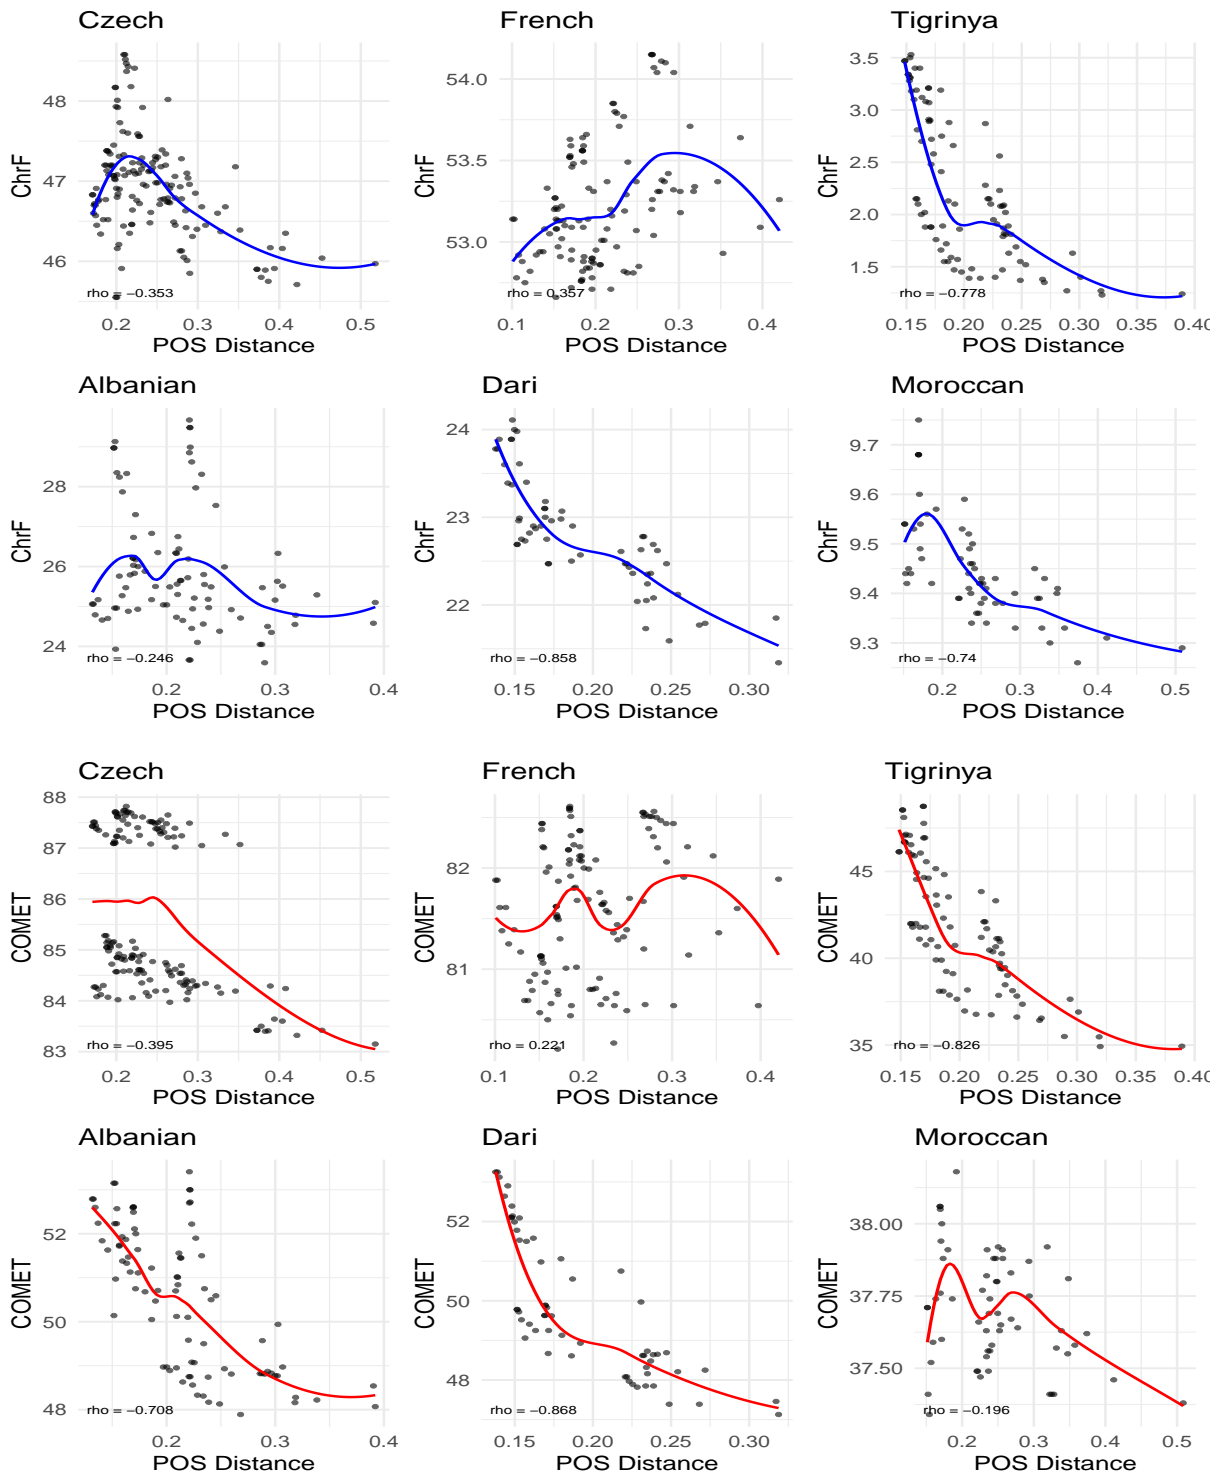 Czech French Tigrinya
48 47 46
ChrF
rho = −0.353
0.2 0.3 0.4 0.5
POS Distance
54.0 53.5 53.0
ChrF
rho = 0.357
0.1 0.2 0.3 0.4
POS Distance
3.5 3.0 2.5 2.0 1.5
ChrF
rho = −0.778
0.15 0.20 0.25 0.30 0.35 0.40
POS Distance
Albanian Dari Moroccan
28 26 24
ChrF
rho = −0.246
0.2 0.3 0.4
POS Distance
24 23 22
ChrF
rho = −0.858
0.15 0.20 0.25 0.30
POS Distance
9.7 9.6 9.5 9.4 9.3
ChrF
rho = −0.74
0.2 0.3 0.4 0.5
POS Distance
Czech French Tigrinya
88 87 86 85 84 83
COMET
rho = −0.395
0.2 0.3 0.4 0.5
POS Distance
82 81
COMET
rho = 0.221
0.1 0.2 0.3 0.4
POS Distance
45 40 35
COMET
rho = −0.826
0.15 0.20 0.25 0.30 0.35 0.40
POS Distance
Albanian Dari Moroccan
52 50 48
COMET
rho = −0.708
0.2 0.3 0.4
POS Distance
52 50 48
COMET
rho = −0.868
0.15 0.20 0.25 0.30
POS Distance
38.00 37.75 37.50
COMET
rho = −0.196
0.2 0.3 0.4 0.5
POS Distance